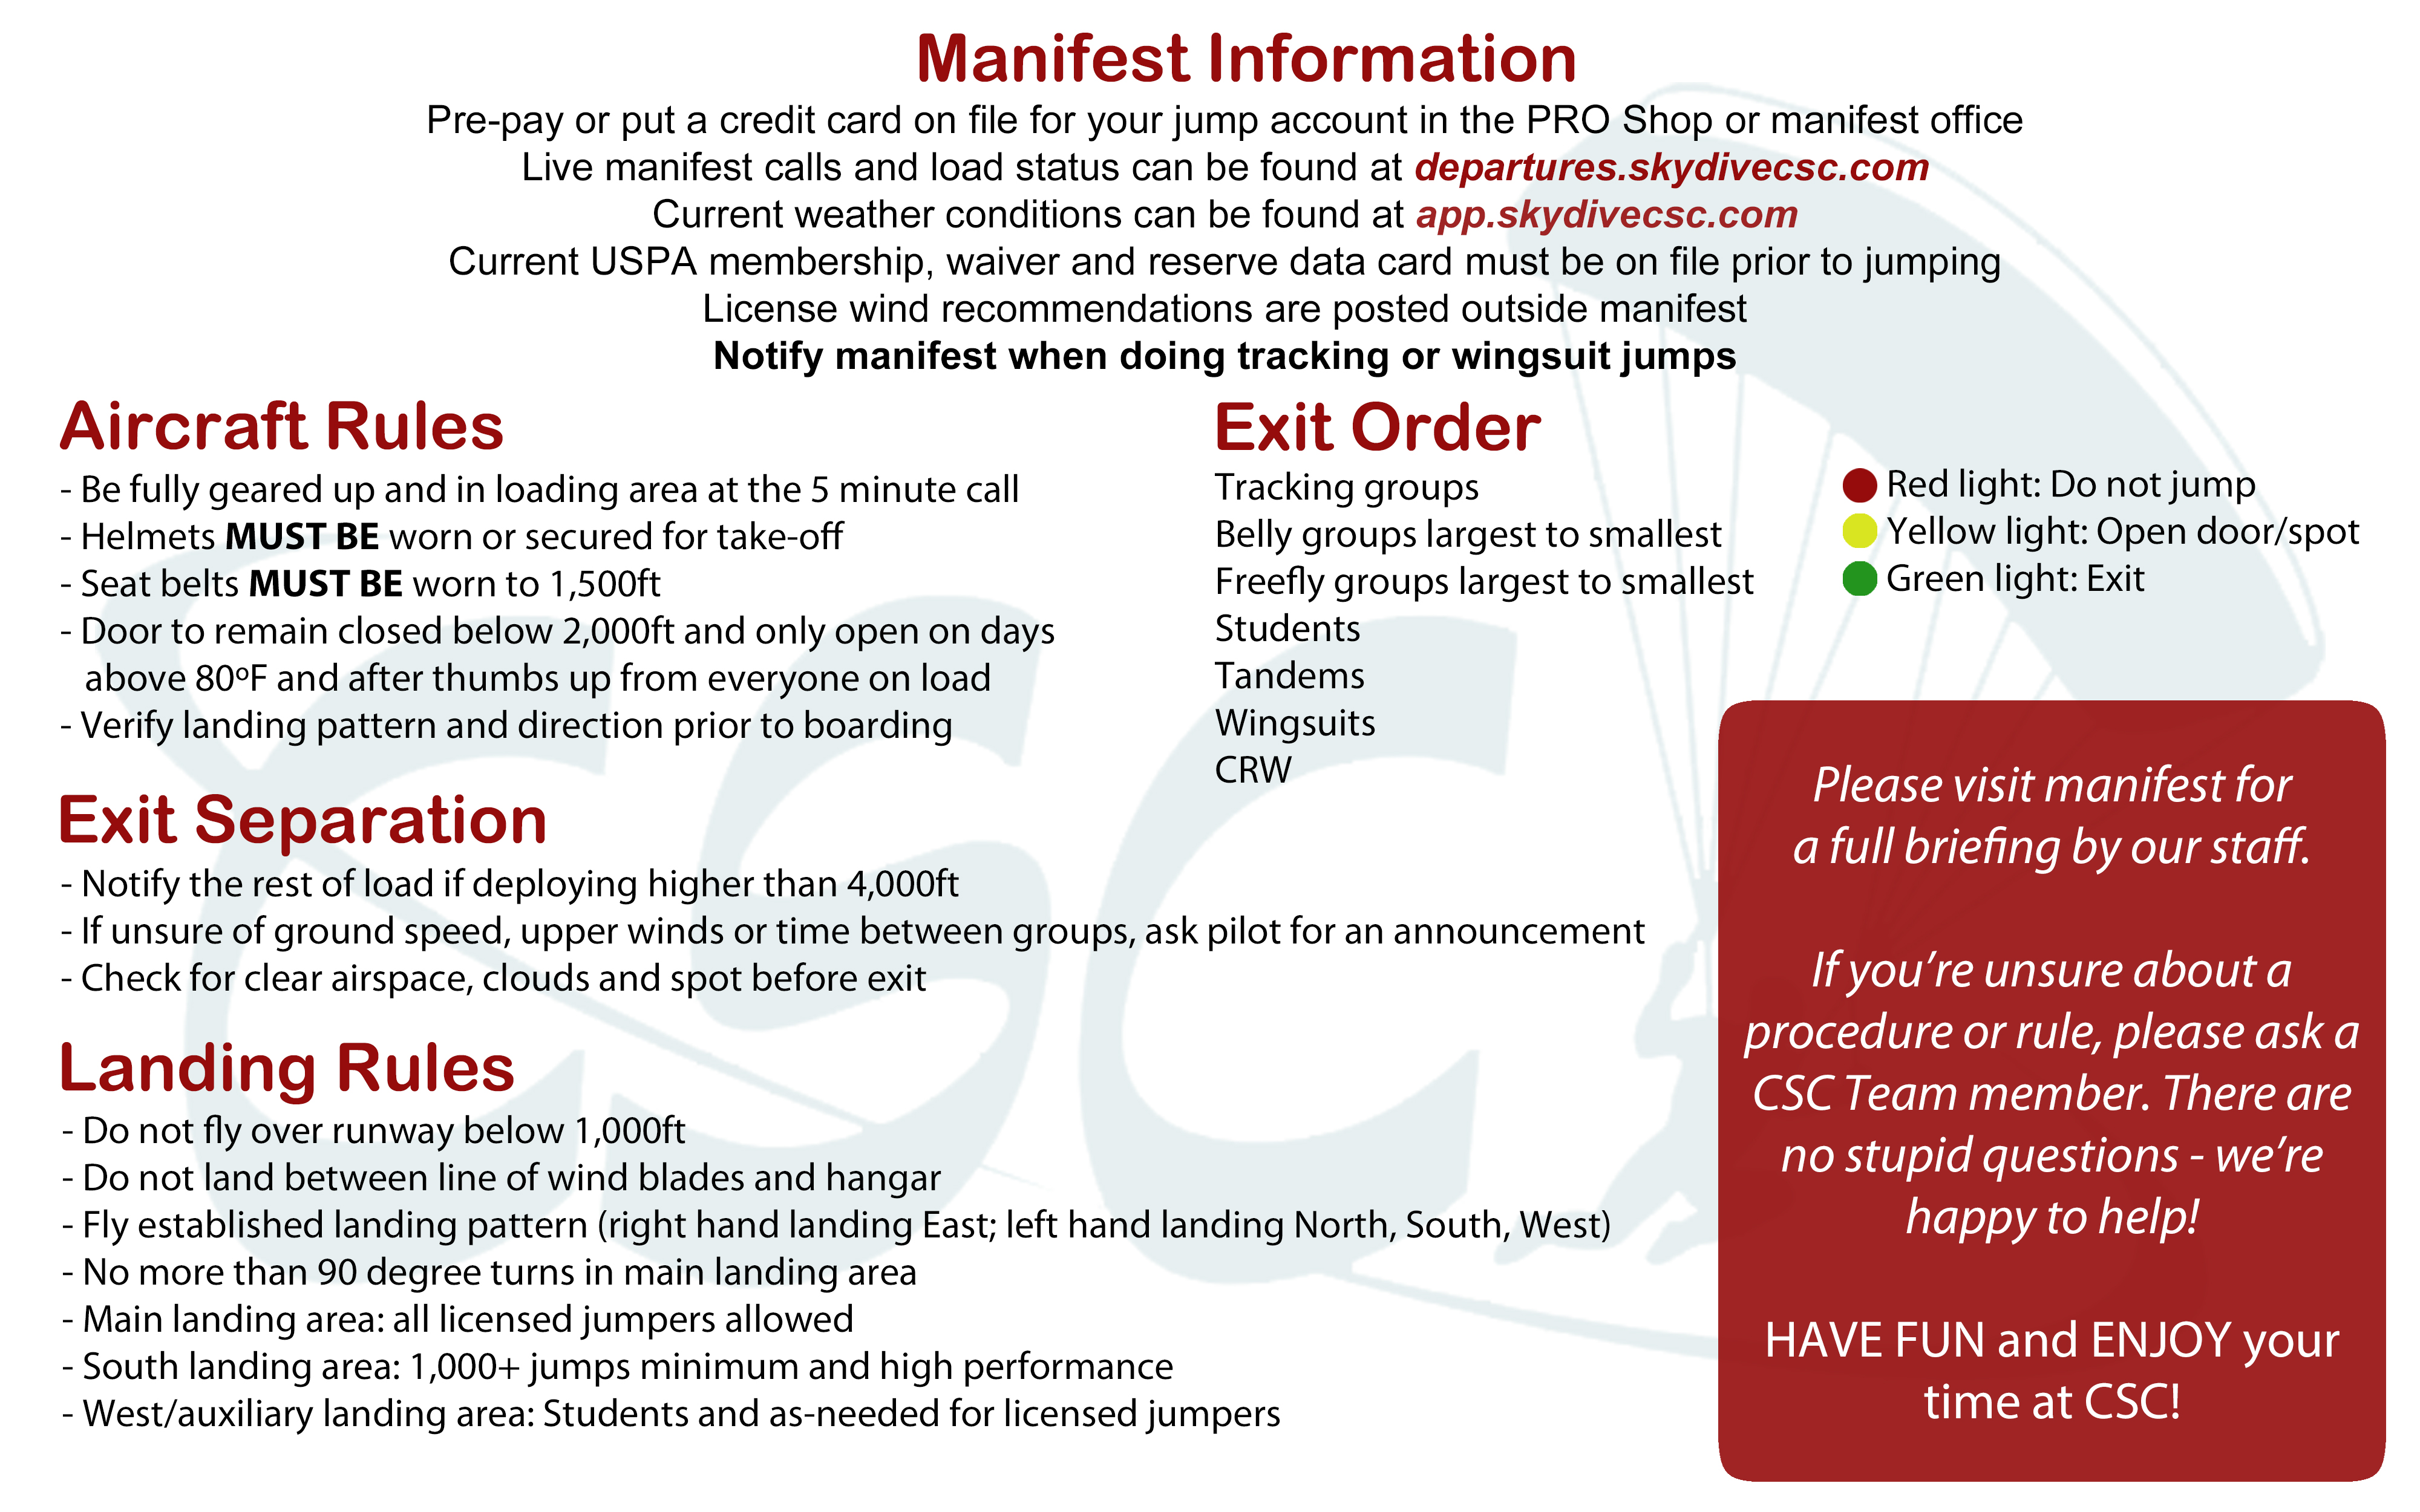 Manifest Information
Pre-pay or put a credit card on file for your jump account in the PRO Shop or manifest office
Live manifest calls and load status can be found at departures.skydivecsc.com
Current weather conditions can be found at app.skydivecsc.com
Current USPA membership, waiver and reserve data card must be on file prior to jumping
License wind recommendations are posted outside manifest
Notify manifest when doing tracking or wingsuit jumps
Aircraft Rules
- Be fully geared up and in loading area at the 5 minute call
- Helmets MUST BE worn or secured for take-off
- Seat belts MUST BE worn to 1,500ft
- Door to remain closed below 2,000ft and only open on days
above 80ºF and after thumbs up from everyone on load
- Verify landing pattern and direction prior to boarding
Exit Order
Tracking groups
Belly groups largest to smallest
Freefly groups largest to smallest
Students
Tandems
Wingsuits
CRW
Red light: Do not jump
Yellow light: Open door/spot
Green light: Exit
Exit Separation
- Notify the rest of load if deploying higher than 4,000ft
- If unsure of ground speed, upper winds or time between groups, ask pilot for an announcement
- Check for clear airspace, clouds and spot before exit
Landing Rules
- Do not fly over runway below 1,000ft
- Do not land between line of wind blades and hangar
- Fly established landing pattern (right hand landing East; left hand landing North, South, West)
- No more than 90 degree turns in main landing area
- Main landing area: all licensed jumpers allowed
- South landing area: 1,000+ jumps minimum and high performance
- West/auxiliary landing area: Students and as-needed for licensed jumpers
Please visit manifest for
a full briefing by our staff.
If you're unsure about a
procedure or rule, please ask a
CSC Team member. There are
no stupid questions - we're
happy to help!
HAVE FUN and ENJOY your
time at CSC!
CSC